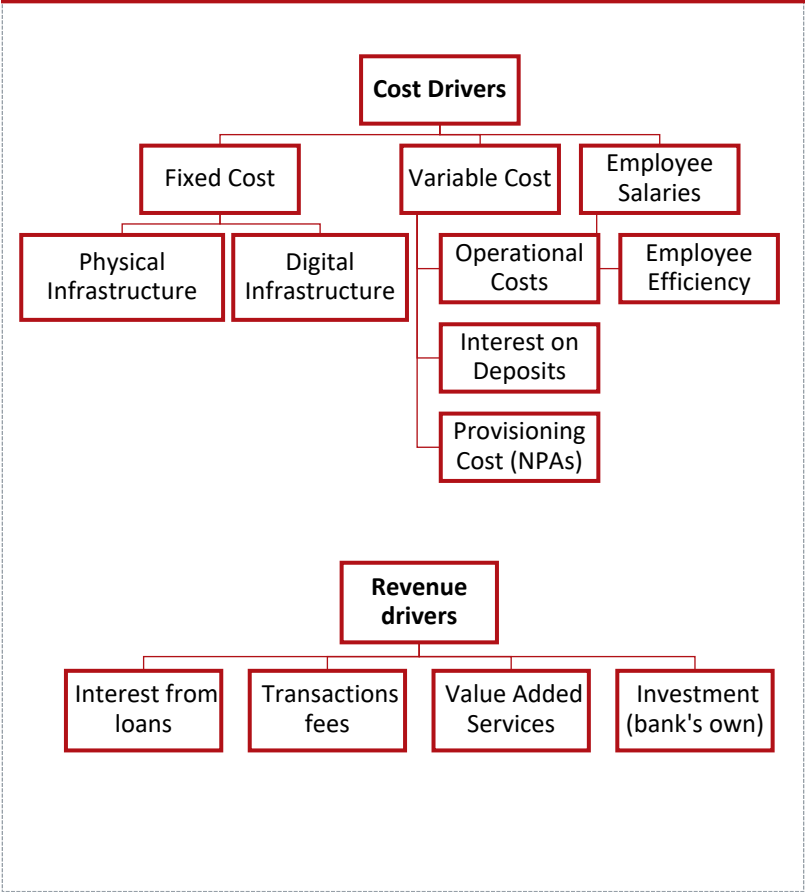 Cost Drivers
Fixed Cost
Variable Cost
Employee
Salaries
Physical
Infrastructure
Digital
Infrastructure
Operational
Costs
Employee
Efficiency
Interest on
Deposits
Provisioning
Cost (NPAs)
Revenue
drivers
Interest from
loans
Transactions
fees
Value Added
Services
Investment
(bank's own)